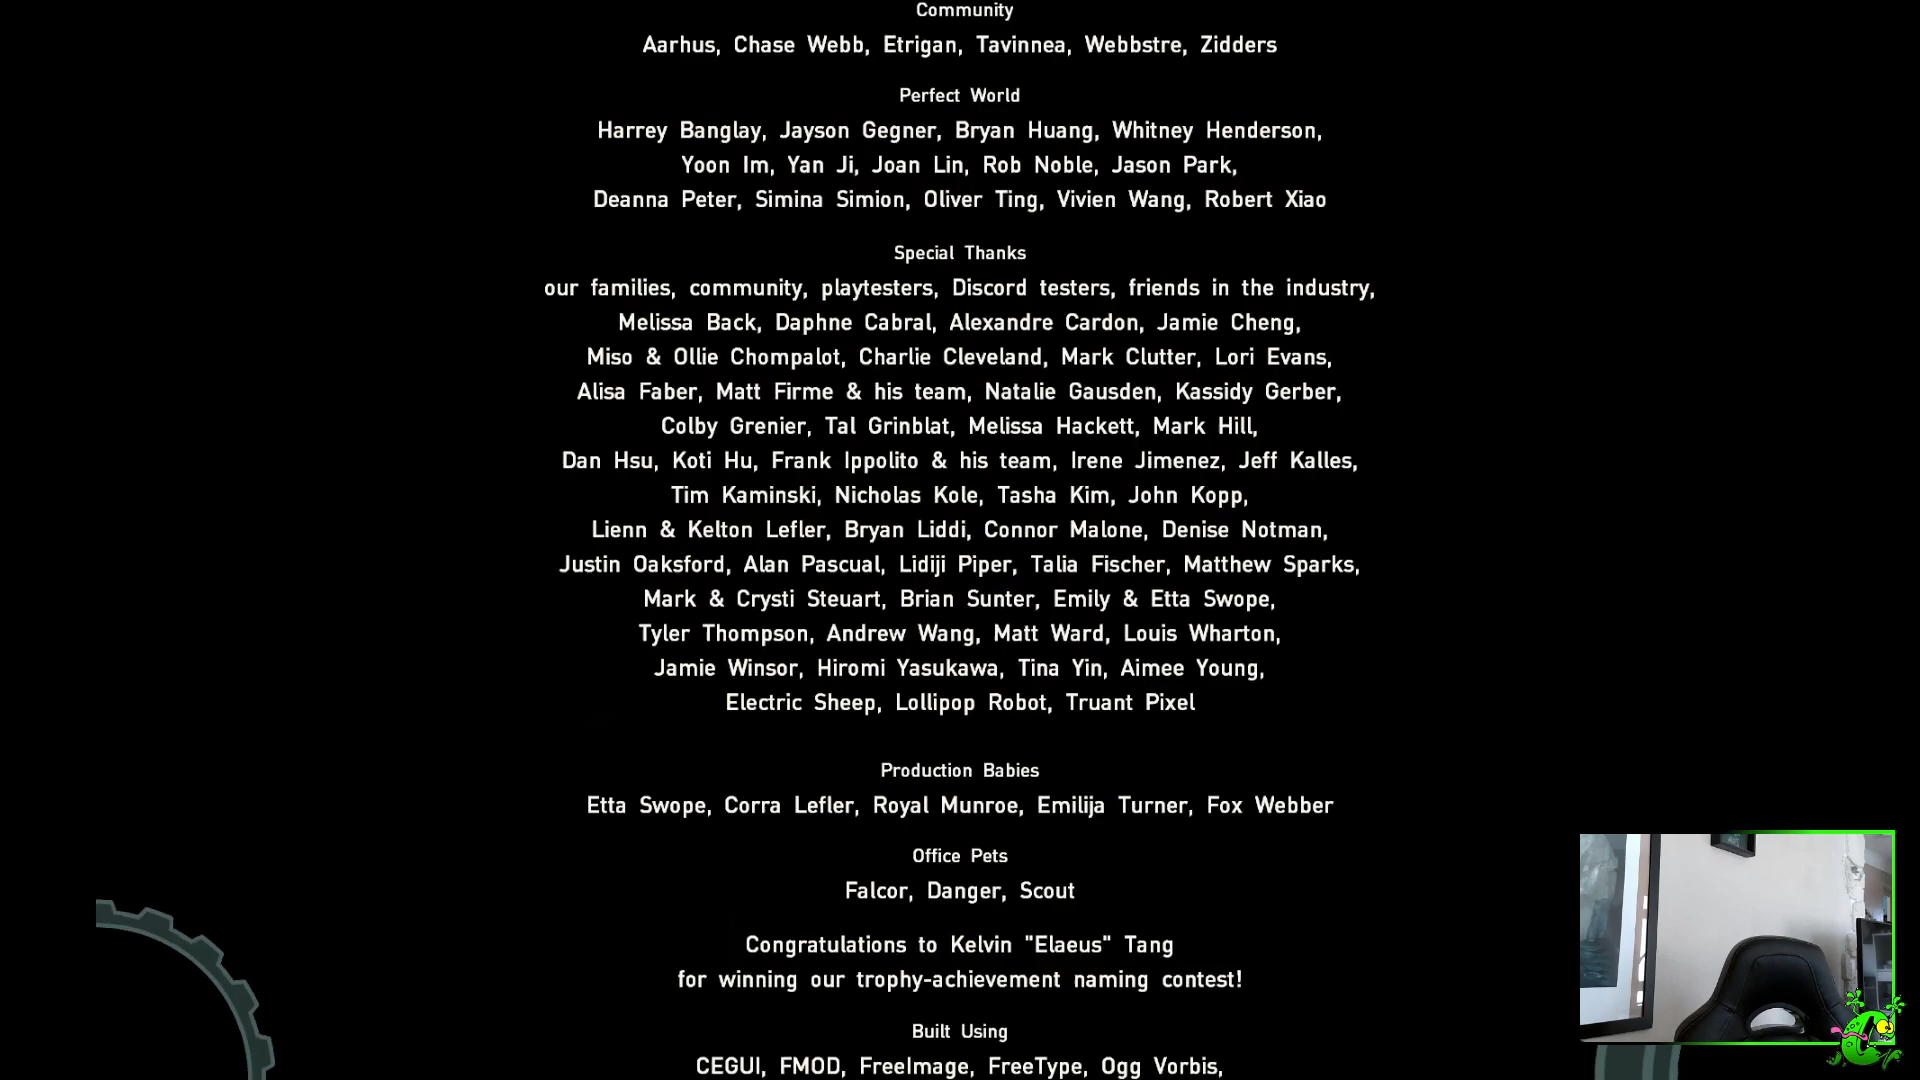 Community
Aarhus, Chase Webb, Etrigan, Tavinnea, Webbstre, Zidders
Perfect World
Harrey Banglay, Jayson Gegner, Bryan Huang, Whitney Henderson,
Yoon Im, Yan Ji, Joan Lin, Rob Noble, Jason Park,
Deanna Peter, Simina Simion, Oliver Ting, Vivien Wang, Robert Xiao
Special Thanks
our families, community, playtesters, Discord testers, friends in the industry,
Melissa Back, Daphne Cabral, Alexandre Cardon, Jamie Cheng,
Miso & Ollie Chompalot, Charlie Cleveland, Mark Clutter, Lori Evans,
Alisa Faber, Matt Firme & his team, Natalie Gausden, Kassidy Gerber,
Colby Grenier, Tal Grinblat, Melissa Hackett, Mark Hill,
Dan Hsu, Koti Hu, Frank Ippolito & his team, Irene Jimenez, Jeff Kalles,
Tim Kaminski, Nicholas Kole, Tasha Kim, John Kopp,
Lienn & Kelton Lefler, Bryan Liddi, Connor Malone, Denise Notman,
Justin Oaksford, Alan Pascual, Lidiji Piper, Talia Fischer, Matthew Sparks,
Mark & Crysti Steuart, Brian Sunter, Emily & Etta Swope,
Tyler Thompson, Andrew Wang, Matt Ward, Louis Wharton,
Jamie Winsor, Hiromi Yasukawa, Tina Yin, Aimee Young,
Electric Sheep, Lollipop Robot, Truant Pixel
Production Babies
Etta Swope, Corra Lefler, Royal Munroe, Emilija Turner, Fox Webber
Office Pets
Falcor, Danger, Scout
Congratulations to Kelvin "Elaeus" Tang
for winning our trophy-achievement naming contest!
Built Using
CEGUI, FMOD, FreeImage, FreeType, Ogg Vorbis,